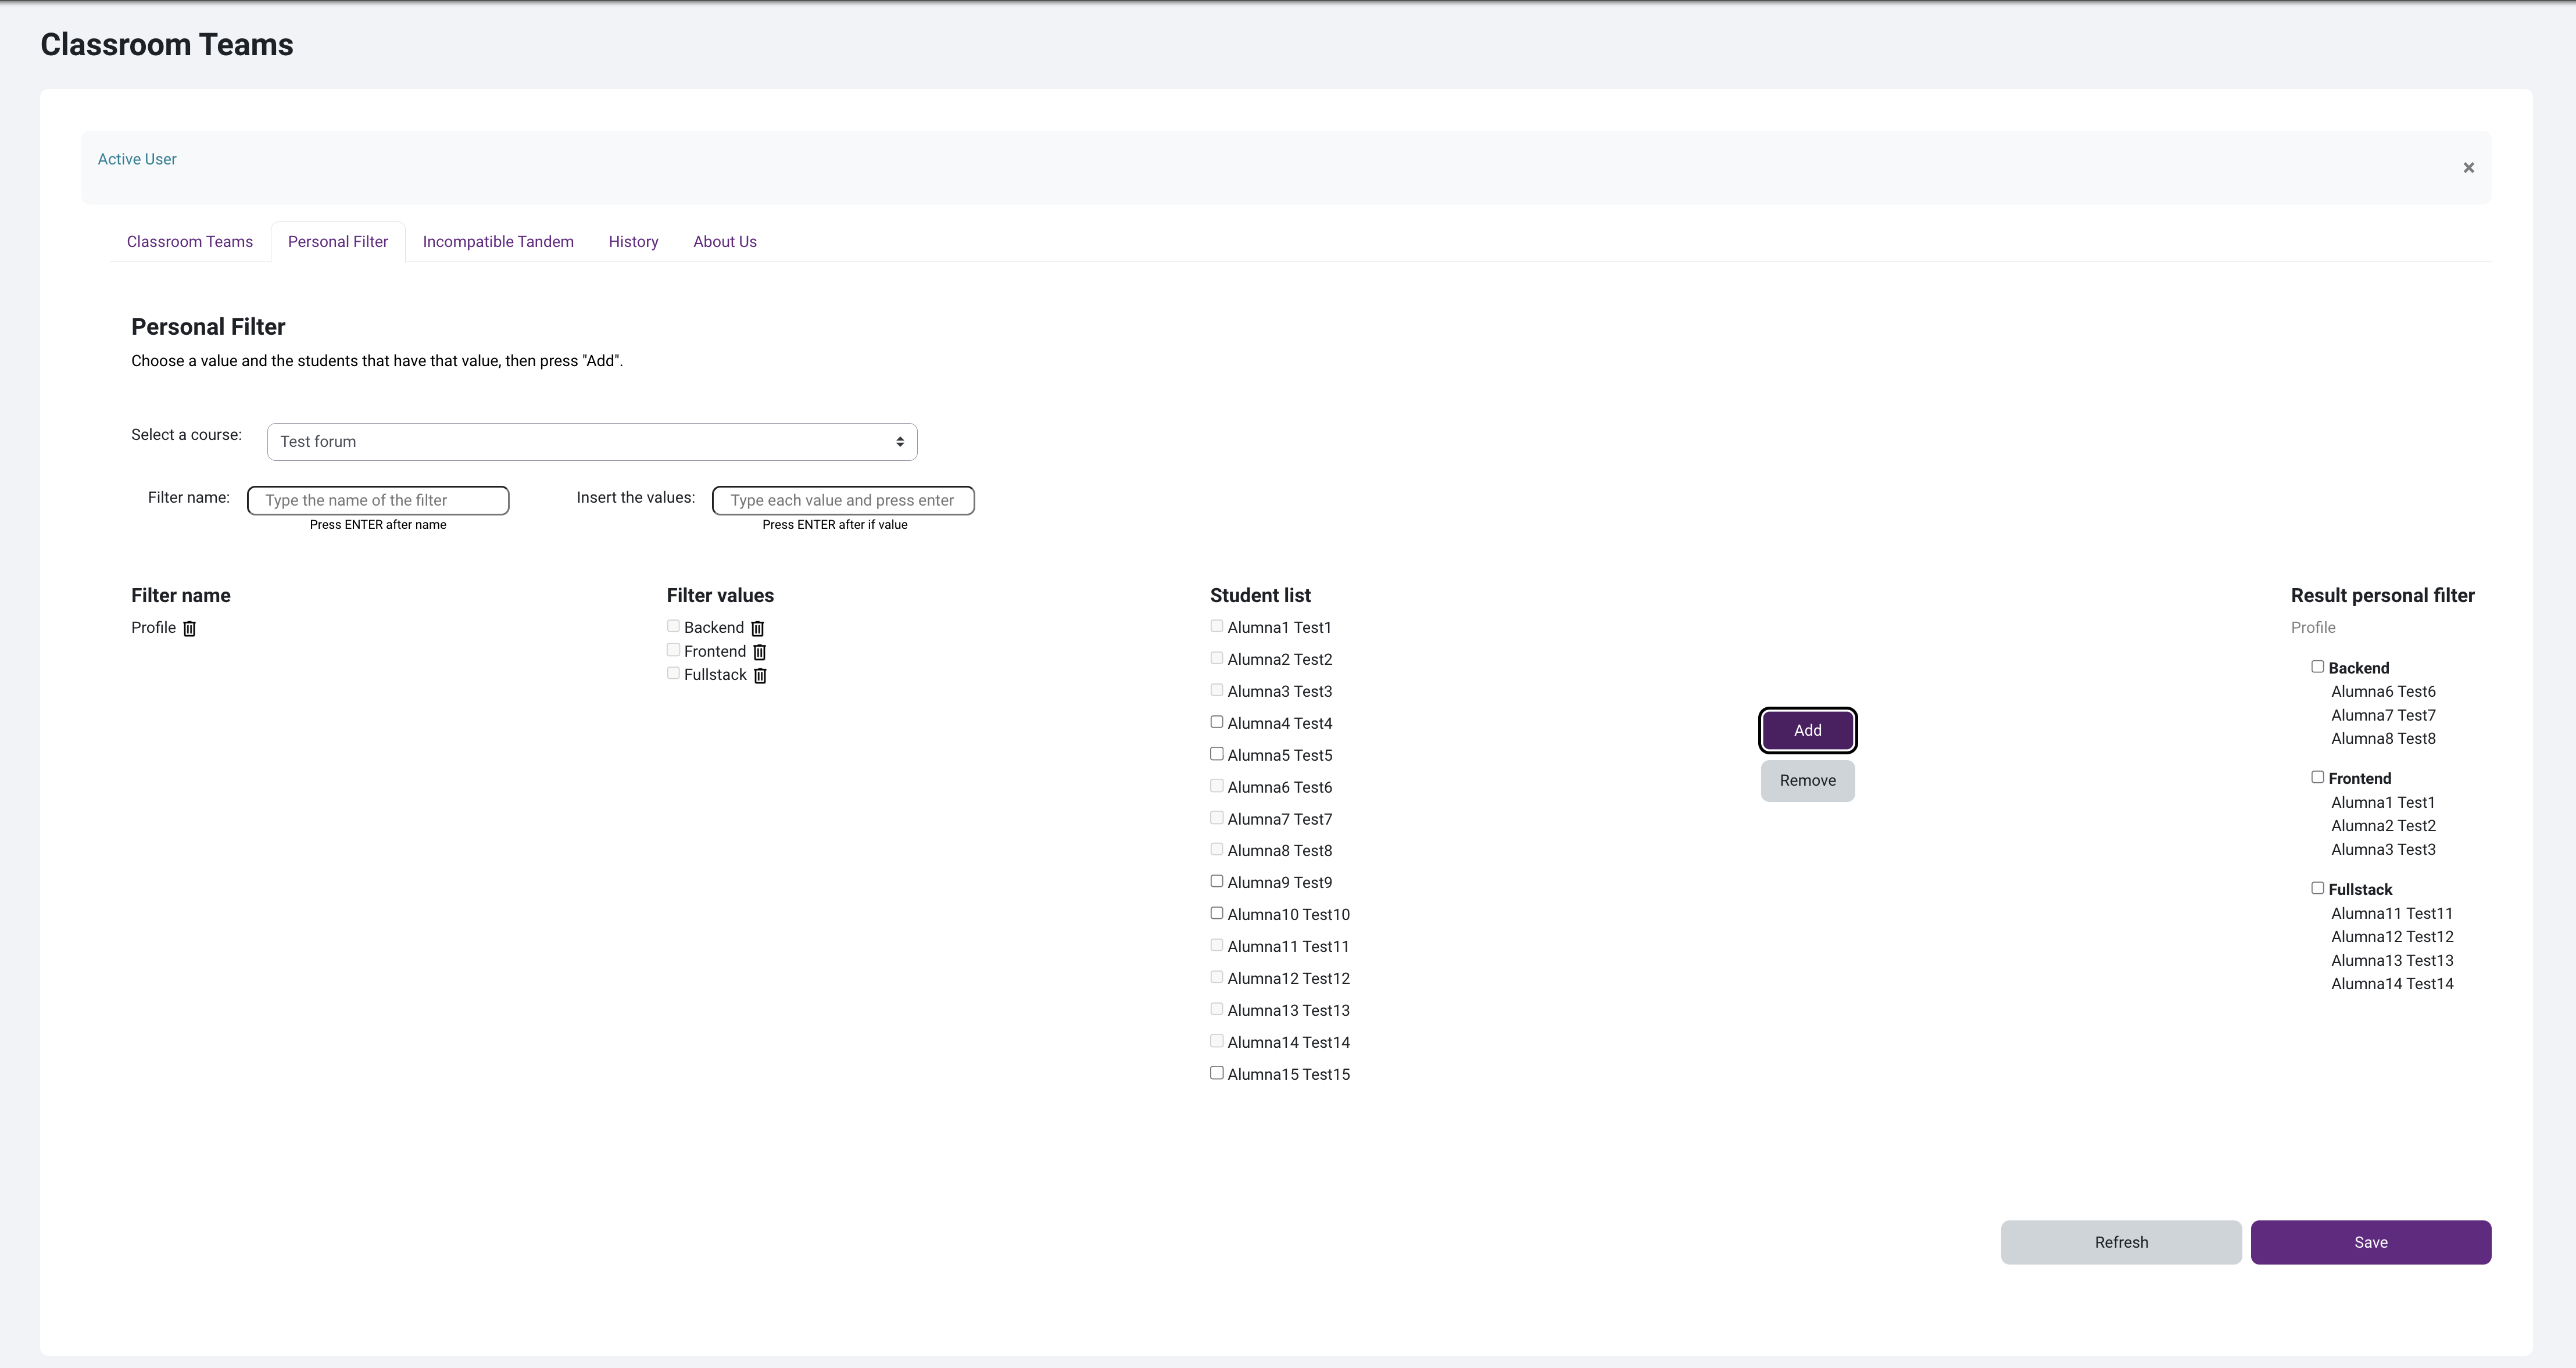 Classroom Teams
Active User
×
Classroom Teams Personal Filter Incompatible Tandem History About Us
Personal Filter
Choose a value and the students that have that value, then press "Add".
Select a course: Test forum
Filter name: Type the name of the filter Insert the values: Type each value and press enter
Press ENTER after name Press ENTER after if value
Filter name
Profile
Filter values
Backend
Frontend
Fullstack
Student list
Alumna1 Test1
Alumna2 Test2
Alumna3 Test3
Alumna4 Test4
Alumna5 Test5
Alumna6 Test6
Alumna7 Test7
Alumna8 Test8
Alumna9 Test9
Alumna10 Test10
Alumna11 Test11
Alumna12 Test12
Alumna13 Test13
Alumna14 Test14
Alumna15 Test15
Add
Remove
Result personal filter
Profile
Backend
Alumna6 Test6
Alumna7 Test7
Alumna8 Test8
Frontend
Alumna1 Test1
Alumna2 Test2
Alumna3 Test3
Fullstack
Alumna11 Test11
Alumna12 Test12
Alumna13 Test13
Alumna14 Test14
Refresh Save